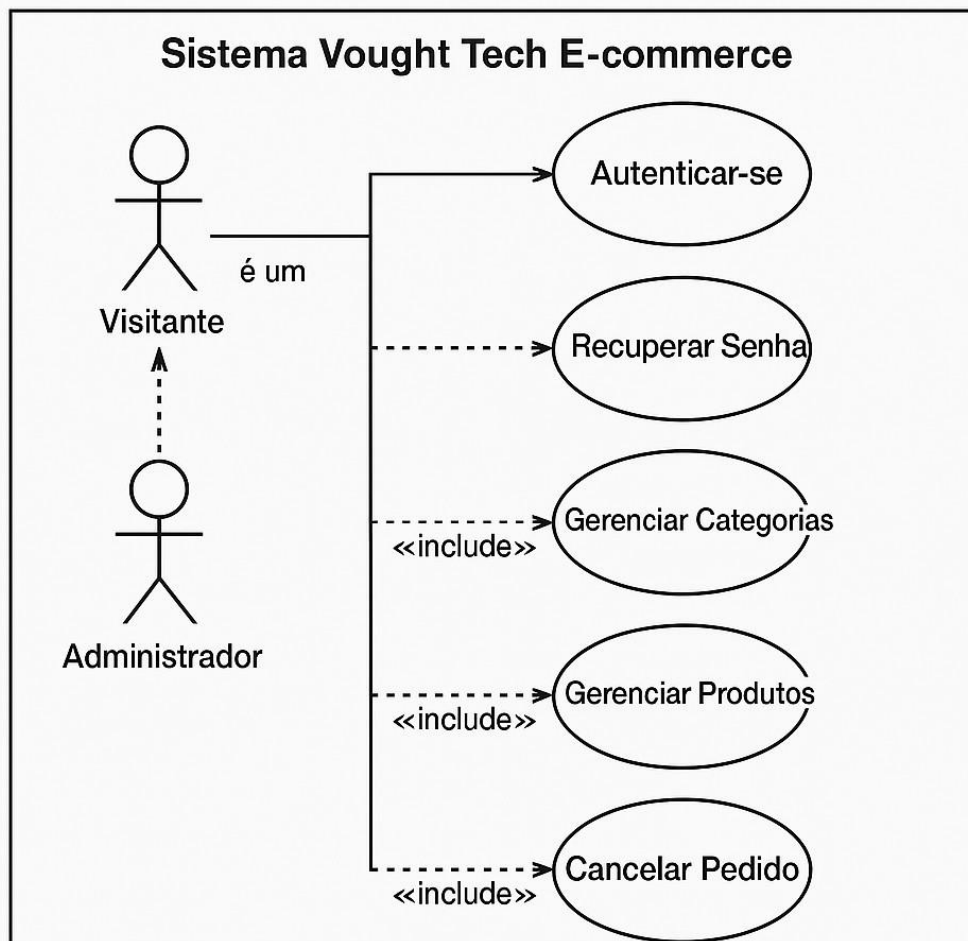 Sistema Vought Tech E-commerce
Autenticar-se
é um
Visitante
Recuperar Senha
Gerenciar Categorias
«include»
Administrador
Gerenciar Produtos
«include»
Cancelar Pedido
«include»